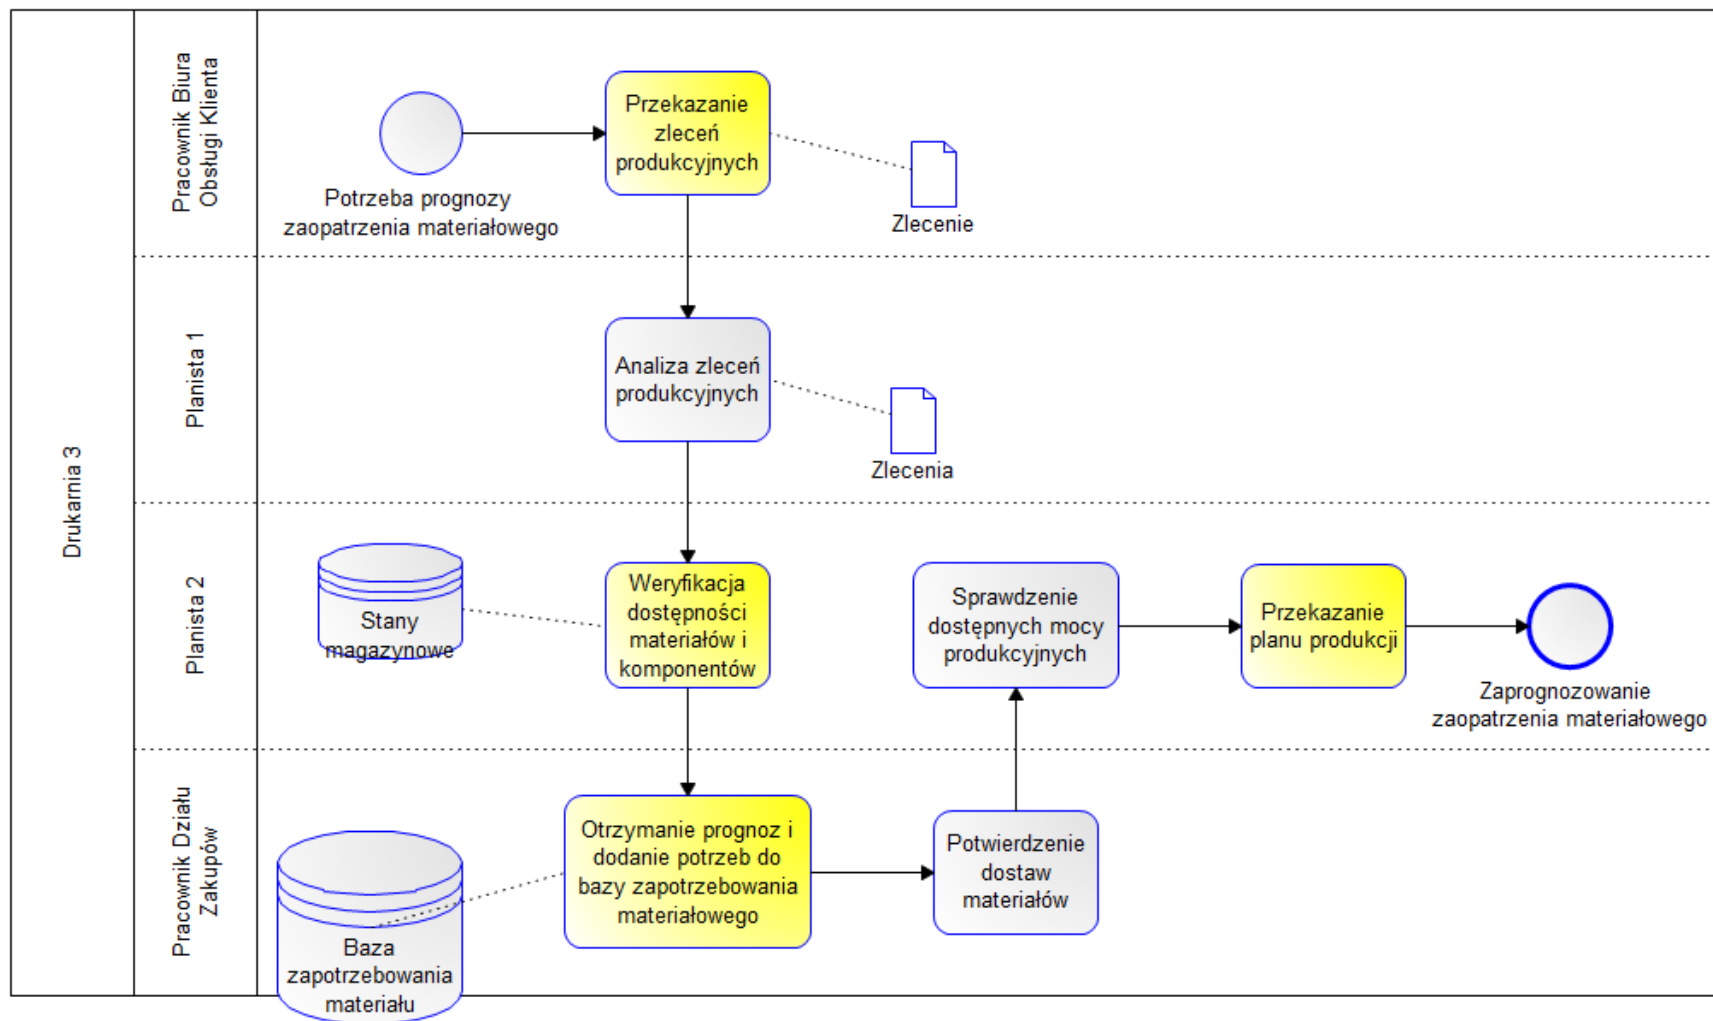 Drukarnia 3
Pracownik Biura
Obsługi Klienta
Potrzeba prognozy
zaopatrzenia materiałowego
Przekazanie
zleceń
produkcyjnych
Zlecenie
Planista 1
Analiza zleceń
produkcyjnych
Zlecenia
Planista 2
Stany
magazynowe
Weryfikacja
dostępności
materiałów i
komponentów
Sprawdzenie
dostępnych mocy
produkcyjnych
Przekazanie
planu produkcji
Zaprognozowanie
zaopatrzenia materiałowego
Pracownik Działu
Zakupów
Baza
zapotrzebowania
materiału
Otrzymanie prognoz i
dodanie potrzeb do
bazy zapotrzebowania
materiałowego
Potwierdzenie
dostaw
materiałów